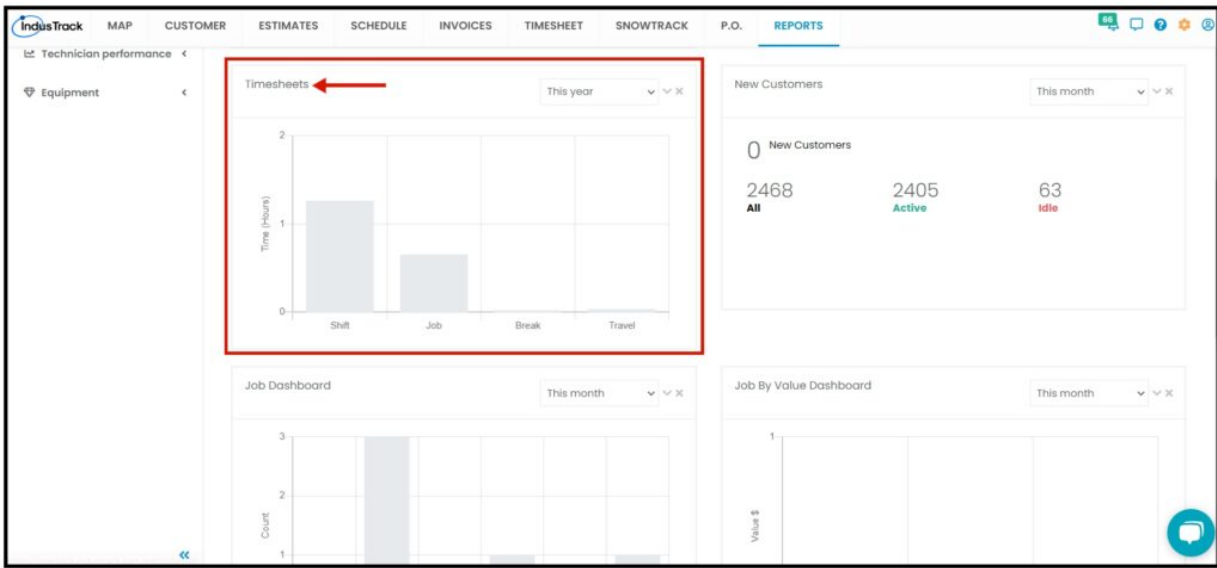 IndusTrack MAP CUSTOMER ESTIMATES SCHEDULE INVOICES TIMESHEET SNOWTRACK P.O. REPORTS 66
Technician performance
Equipment
Timesheets This year
2
1
0
Time (Hours)
Shift Job Break Travel
New Customers This month
0 New Customers
2468 2405 63
All Active Idle
Job Dashboard This month
3
2
1
Count
Job By Value Dashboard This month
1
Value $